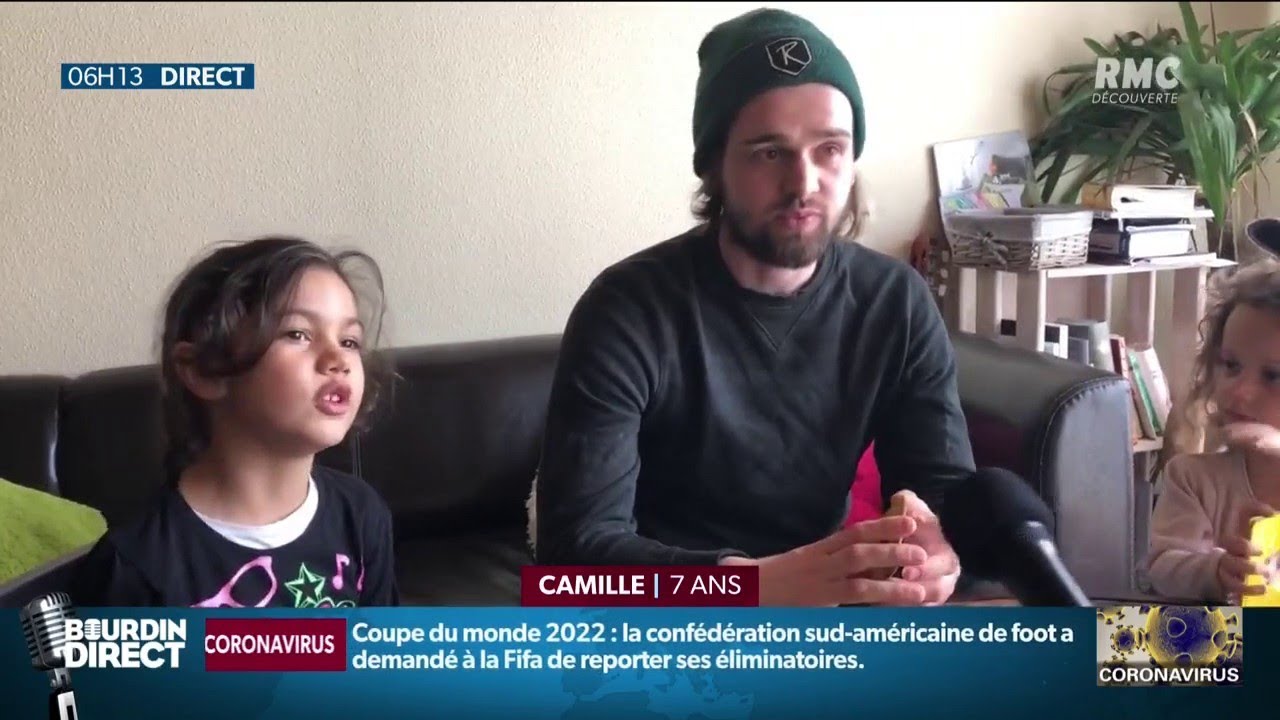 06H13 DIRECT
RMC
DÉCOUVERTE
R
CAMILLE | 7 ANS
BOURDIN
DIRECT
CORONAVIRUS
Coupe du monde 2022 : la confédération sud-américaine de foot a
demandé à la Fifa de reporter ses éliminatoires.
CORONAVIRUS